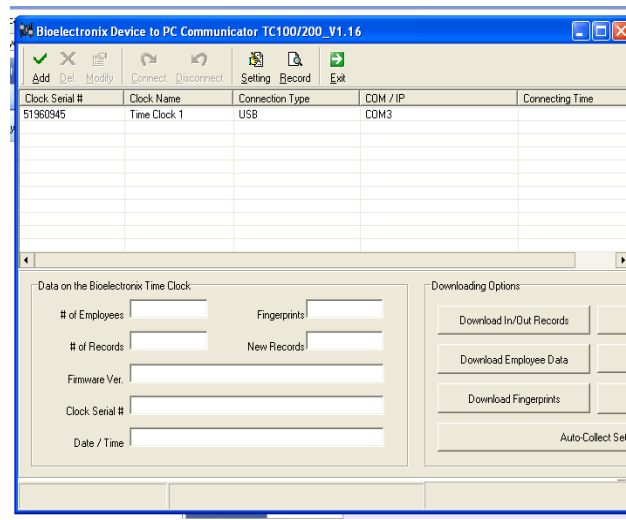 Bioelectronix Device to PC Communicator TC100/200_V1.16
Add Del. Modify Connect Disconnect Setting Record Exit
Clock Serial # Clock Name Connection Type COM / IP Connecting Time
51960945 Time Clock 1 USB COM3
Data on the Bioelectronix Time Clock
Downloading Options
# of Employees Fingerprints
Download In/Out Records
# of Records New Records
Download Employee Data
Firmware Ver.
Download Fingerprints
Clock Serial #
Auto-Collect Set
Date / Time